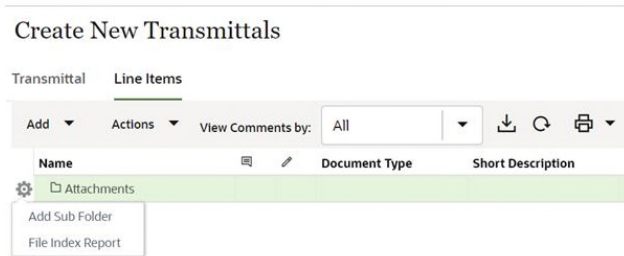 Create New Transmittals
Transmittal Line Items
Add Actions View Comments by: All
Name Document Type Short Description
Attachments
Add Sub Folder
File Index Report